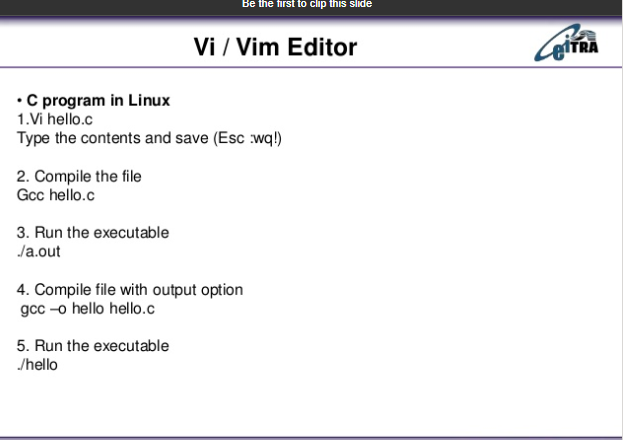 Be the first to clip this slide
Vi / Vim Editor
eiTRA
• C program in Linux
1.Vi hello.c
Type the contents and save (Esc :wq!)
2. Compile the file
Gcc hello.c
3. Run the executable
./a.out
4. Compile file with output option
gcc –o hello hello.c
5. Run the executable
./hello